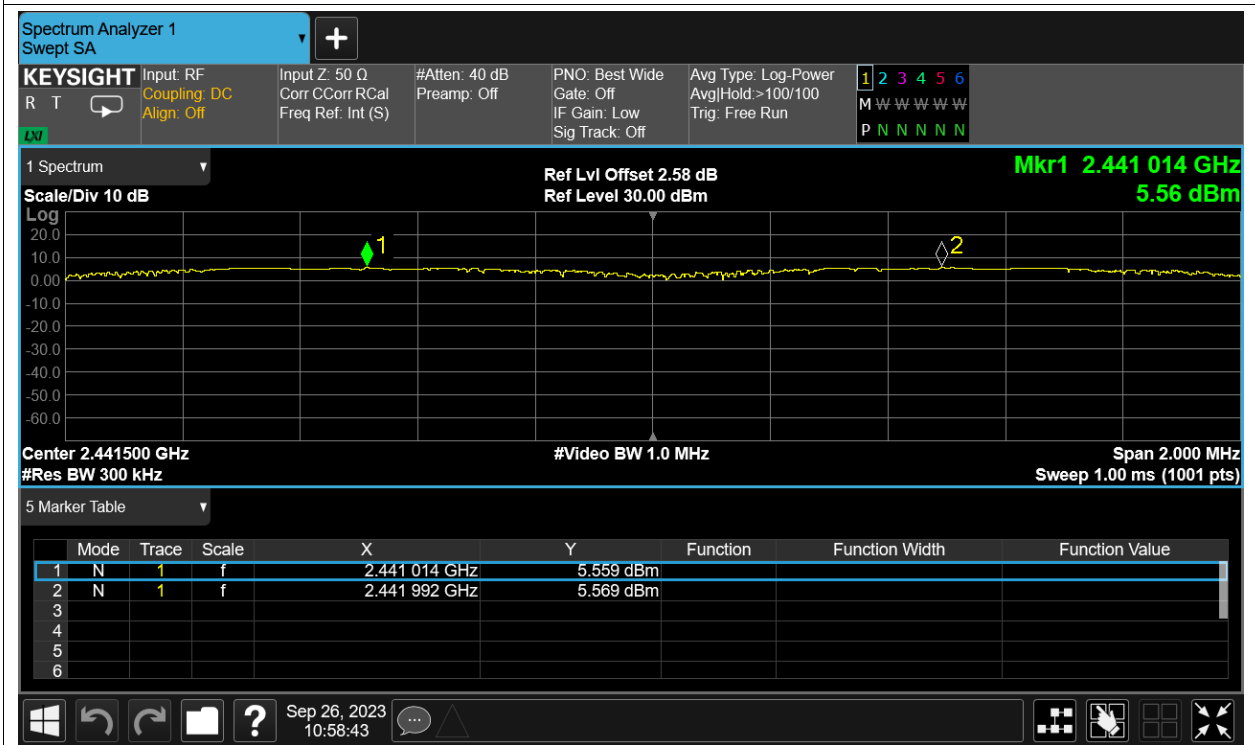 Spectrum Analyzer 1
Swept SA
+
KEYSIGHT Input: RF Input Z: 50 Ω #Atten: 40 dB PNO: Best Wide Avg Type: Log-Power 1 2 3 4 5 6
R T Coupling: DC Corr CCorr RCal Preamp: Off Gate: Off Avg|Hold:>100/100 M W W W W W
Align: Off Freq Ref: Int (S) IF Gain: Low Trig: Free Run
LXI Sig Track: Off P N N N N N
1 Spectrum Ref Lvl Offset 2.58 dB Mkr1 2.441 014 GHz
Scale/Div 10 dB Ref Level 30.00 dBm 5.56 dBm
Log
20.0
10.0
0.00
-10.0
-20.0
-30.0
-40.0
-50.0
-60.0
1
2
Center 2.441500 GHz #Video BW 1.0 MHz Span 2.000 MHz
#Res BW 300 kHz Sweep 1.00 ms (1001 pts)
5 Marker Table
Mode Trace Scale X Y Function Function Width Function Value
1 N 1 f 2.441 014 GHz 5.559 dBm
2 N 1 f 2.441 992 GHz 5.569 dBm
3
4
5
6
? Sep 26, 2023
10:58:43